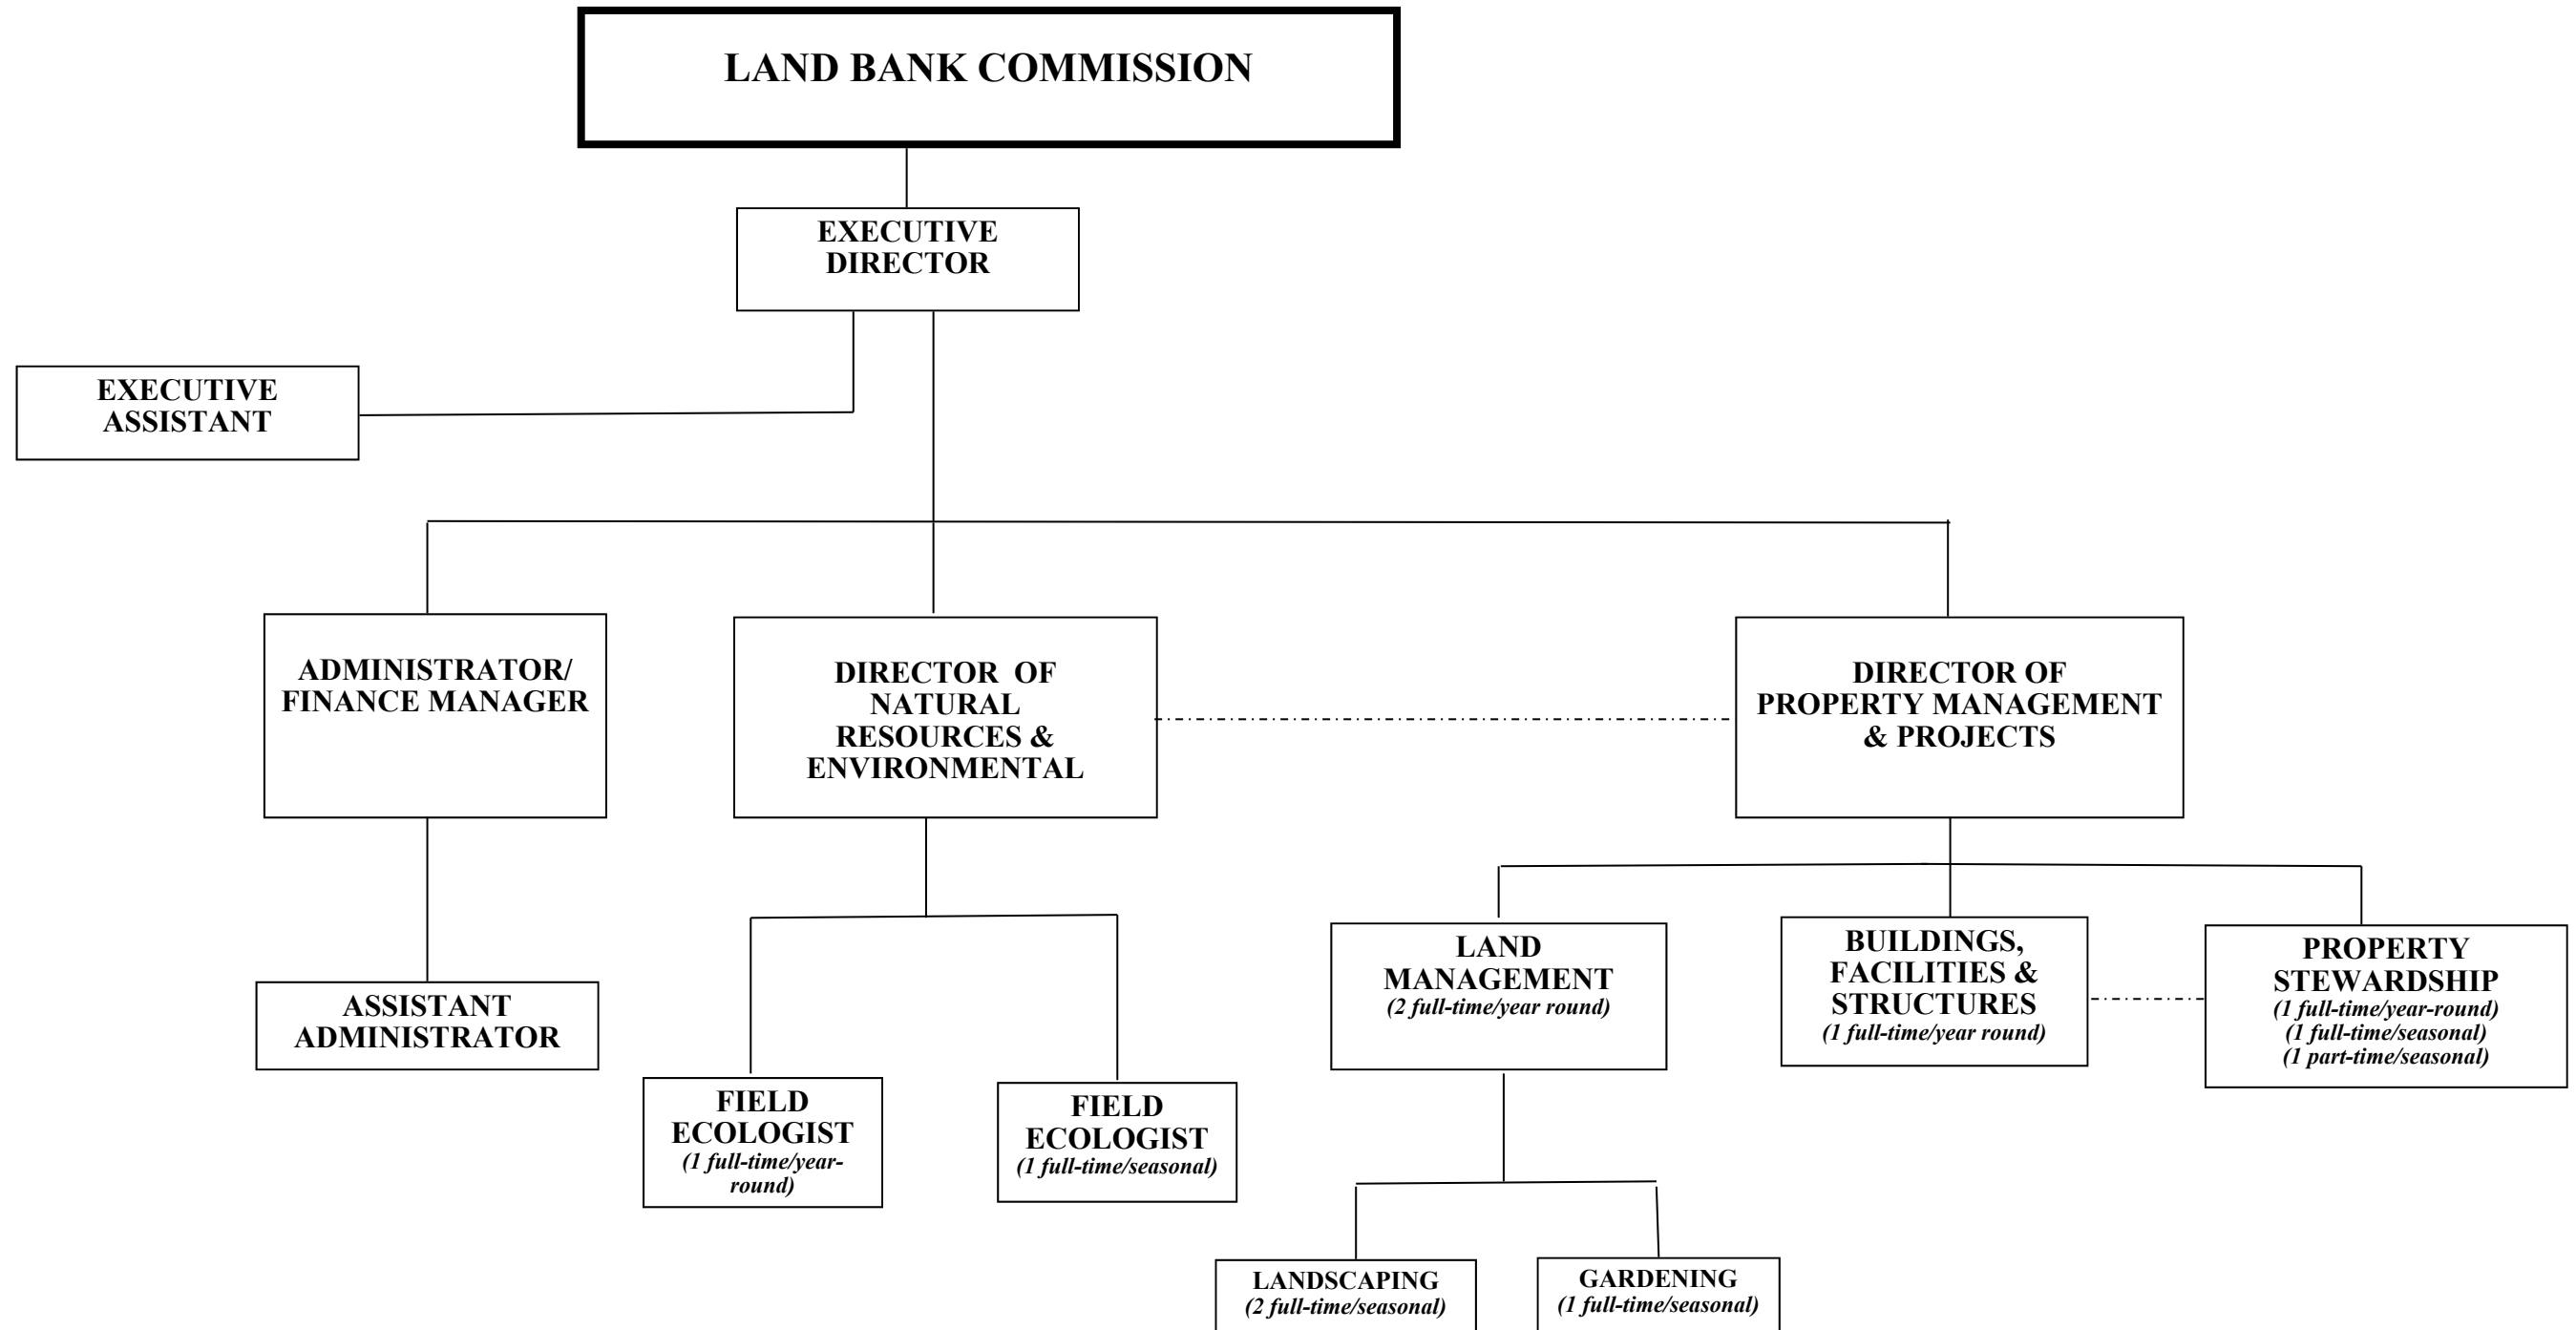 LAND BANK COMMISSION
EXECUTIVE
DIRECTOR
EXECUTIVE
ASSISTANT
ADMINISTRATOR/
FINANCE MANAGER
DIRECTOR OF
NATURAL
RESOURCES &
ENVIRONMENTAL
DIRECTOR OF
PROPERTY MANAGEMENT
& PROJECTS
ASSISTANT
ADMINISTRATOR
FIELD
ECOLOGIST
(1 full-time/year-
round)
FIELD
ECOLOGIST
(1 full-time/seasonal)
LAND
MANAGEMENT
(2 full-time/year round)
BUILDINGS,
FACILITIES &
STRUCTURES
(1 full-time/year round)
PROPERTY
STEWARDSHIP
(1 full-time/year-round)
(1 full-time/seasonal)
(1 part-time/seasonal)
LANDSCAPING
(2 full-time/seasonal)
GARDENING
(1 full-time/seasonal)